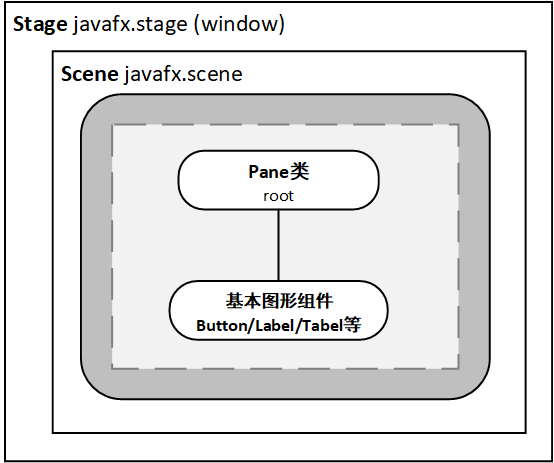 Stage javafx.stage (window)
Scene javafx.scene
Pane类
root
基本图形组件
Button/Label/Tabel等